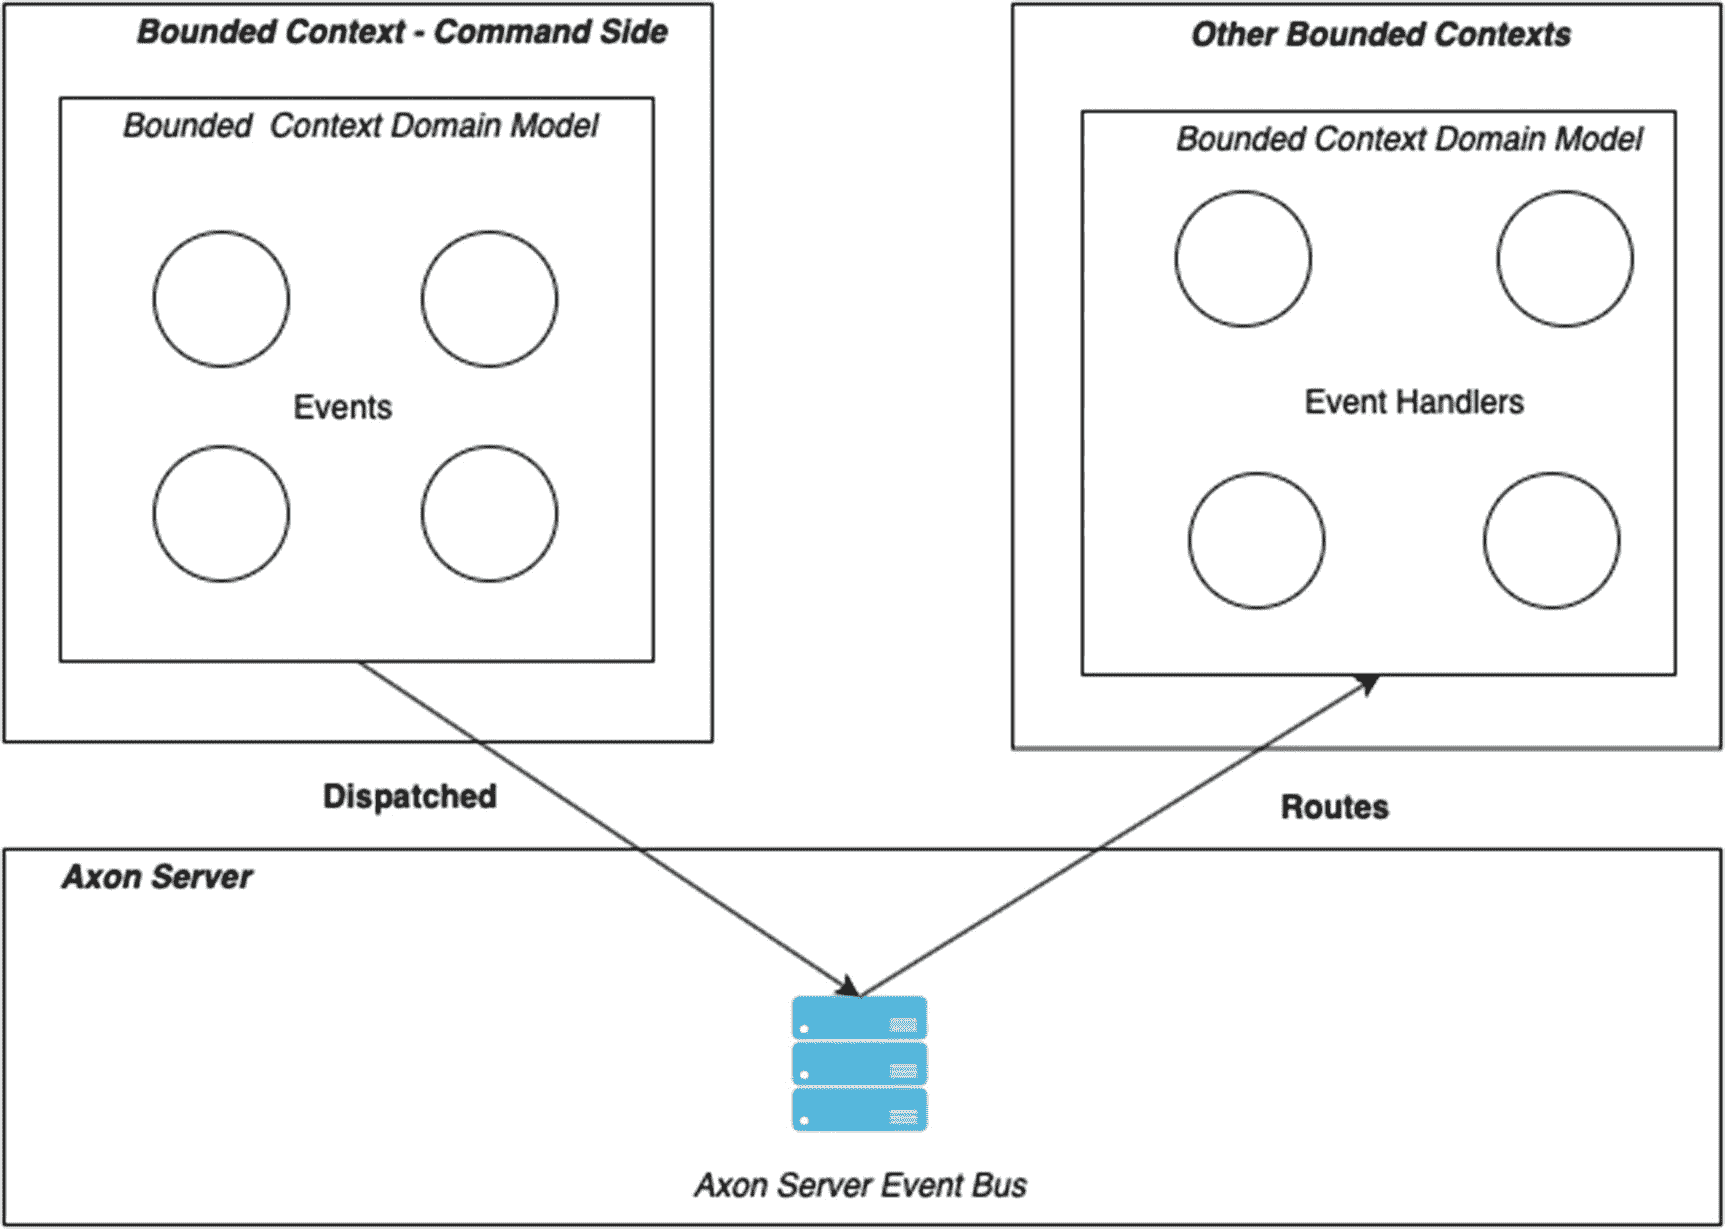 Bounded Context - Command Side
Bounded Context Domain Model
Events
Other Bounded Contexts
Bounded Context Domain Model
Event Handlers
Dispatched
Routes
Axon Server
Axon Server Event Bus